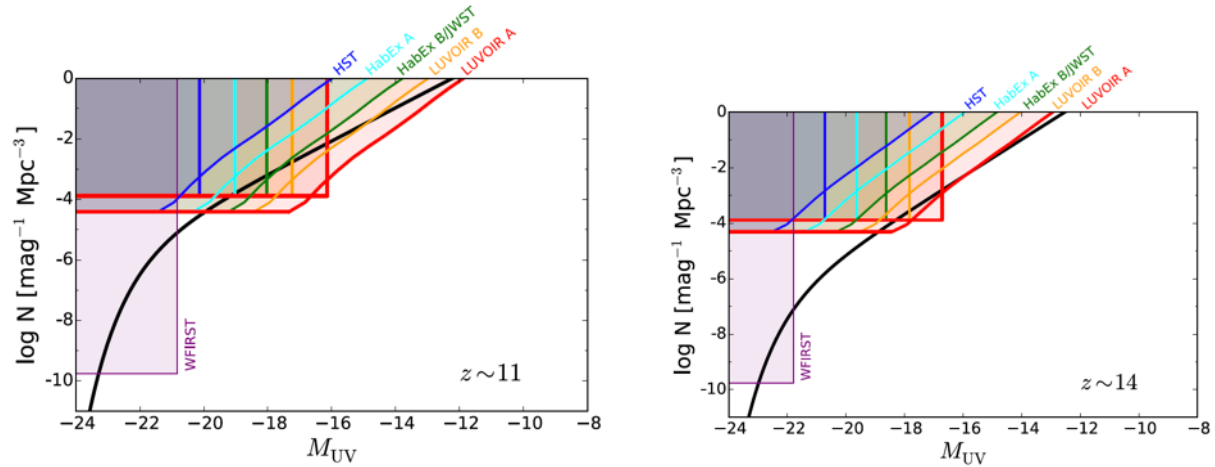 HST
HabEx A
HabEx B/JWST
LUVOIR B
LUVOIR A
0
−2
−4
−6
−8
−10
log N [mag⁻¹ Mpc⁻³]
WFIRST
z∼11
−24 −22 −20 −18 −16 −14 −12 −10 −8
M_UV
HST
HabEx A
HabEx B/JWST
LUVOIR B
LUVOIR A
0
−2
−4
−6
−8
−10
log N [mag⁻¹ Mpc⁻³]
WFIRST
z∼14
−24 −22 −20 −18 −16 −14 −12 −10 −8
M_UV